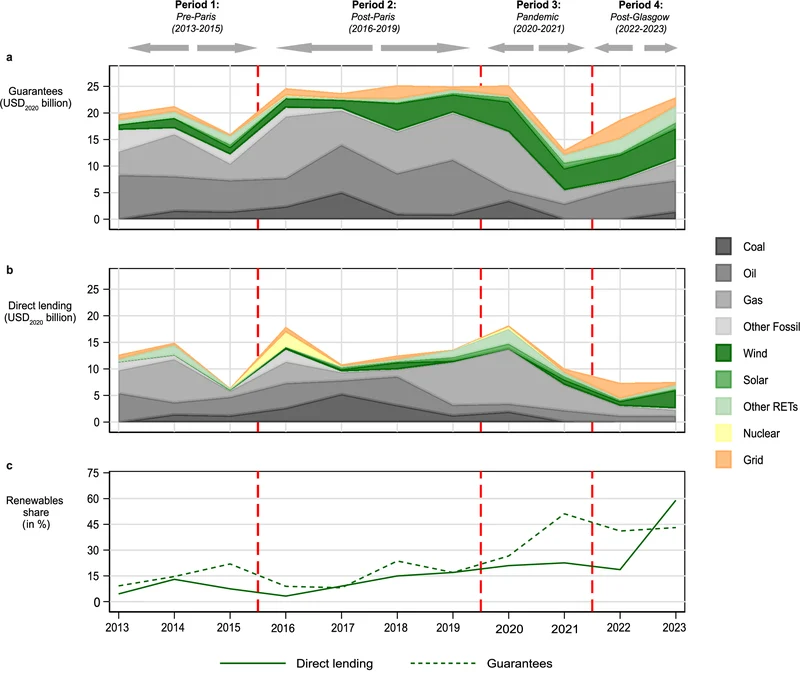 Period 1:
Pre-Paris
(2013-2015)
Period 2:
Post-Paris
(2016-2019)
Period 3:
Pandemic
(2020-2021)
Period 4:
Post-Glasgow
(2022-2023)
a
Guarantees
(USD2020 billion)
25
20
15
10
5
0
b
Direct lending
(USD2020 billion)
25
20
15
10
5
0
Coal
Oil
Gas
Other Fossil
Wind
Solar
Other RETs
Nuclear
Grid
c
Renewables
share
(in %)
75
60
45
30
15
0
2013 2014 2015 2016 2017 2018 2019 2020 2021 2022 2023
Direct lending Guarantees